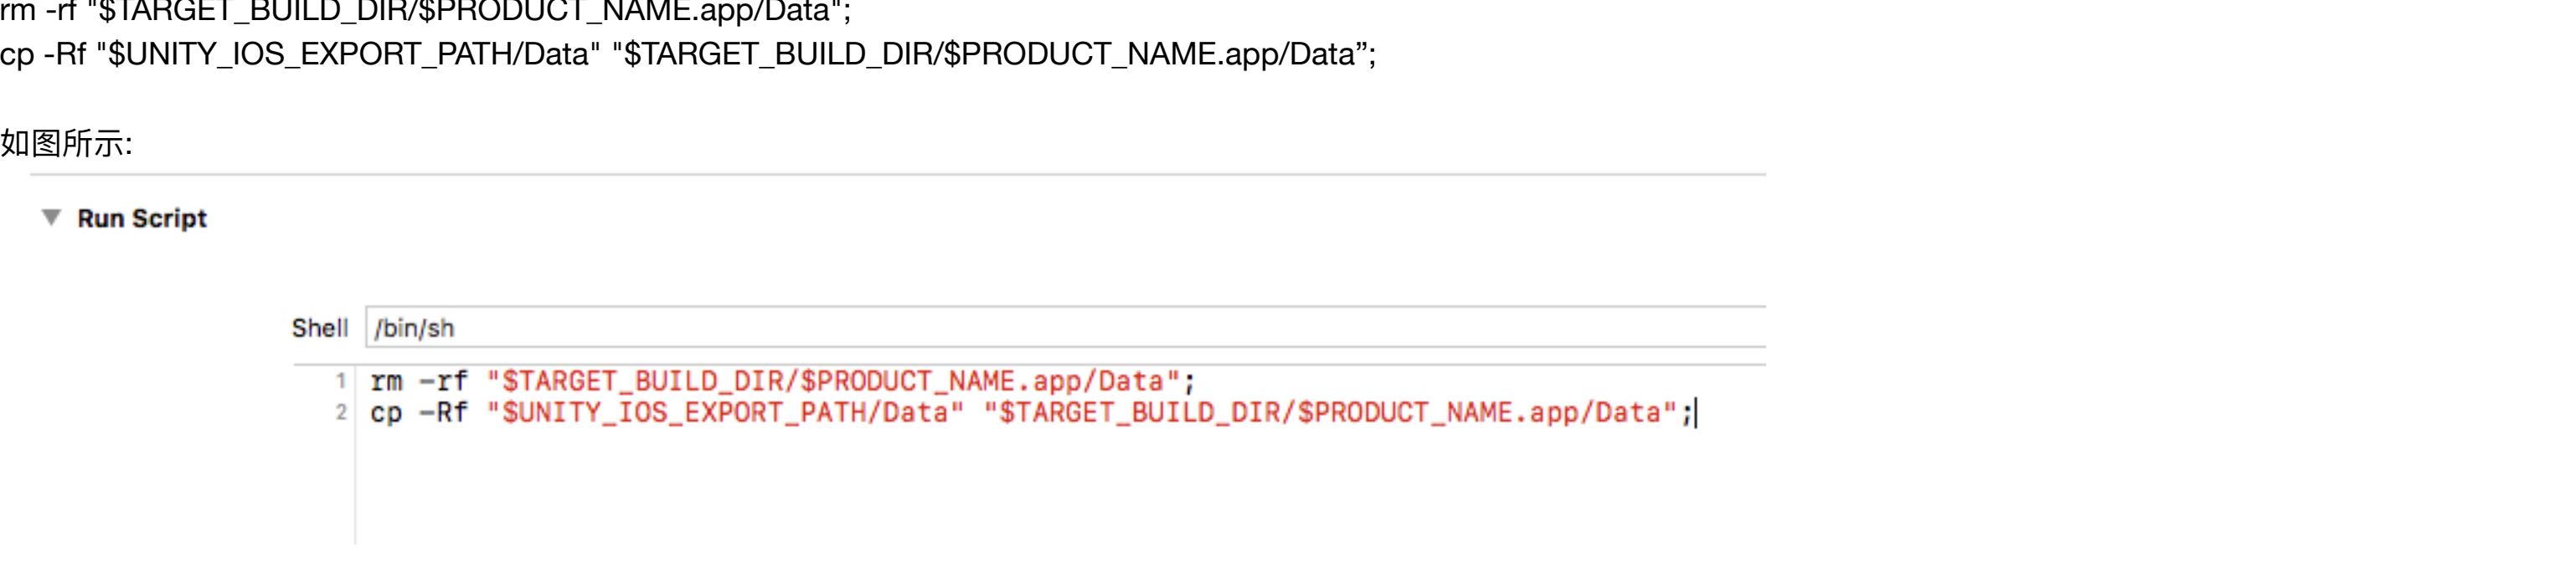 rm -rf "$TARGET_BUILD_DIR/$PRODUCT_NAME.app/Data";
cp -Rf "$UNITY_IOS_EXPORT_PATH/Data" "$TARGET_BUILD_DIR/$PRODUCT_NAME.app/Data”;
如图所示:
▼ Run Script
Shell /bin/sh
1 rm -rf "$TARGET_BUILD_DIR/$PRODUCT_NAME.app/Data";
2 cp -Rf "$UNITY_IOS_EXPORT_PATH/Data" "$TARGET_BUILD_DIR/$PRODUCT_NAME.app/Data";